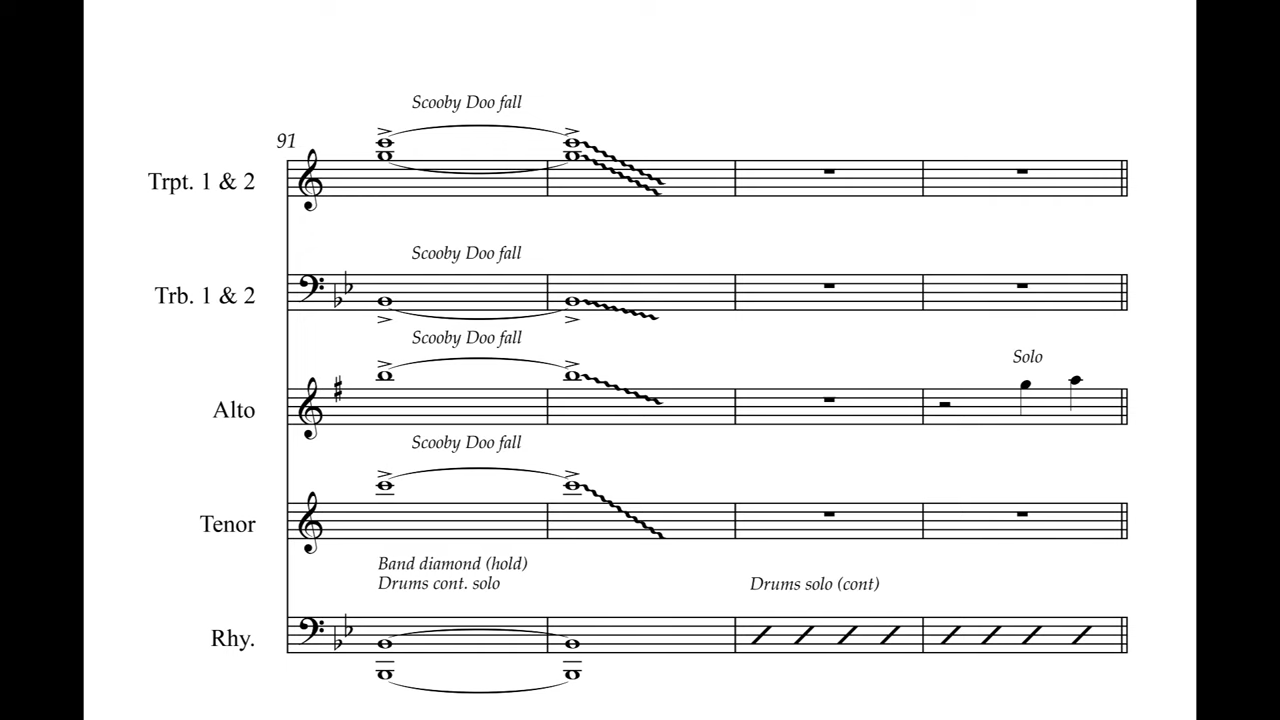 Scooby Doo fall
91
Trpt. 1 & 2
Scooby Doo fall
Trb. 1 & 2
Scooby Doo fall
Solo
Alto
Scooby Doo fall
Tenor
Band diamond (hold)
Drums cont. solo
Drums solo (cont)
Rhy.